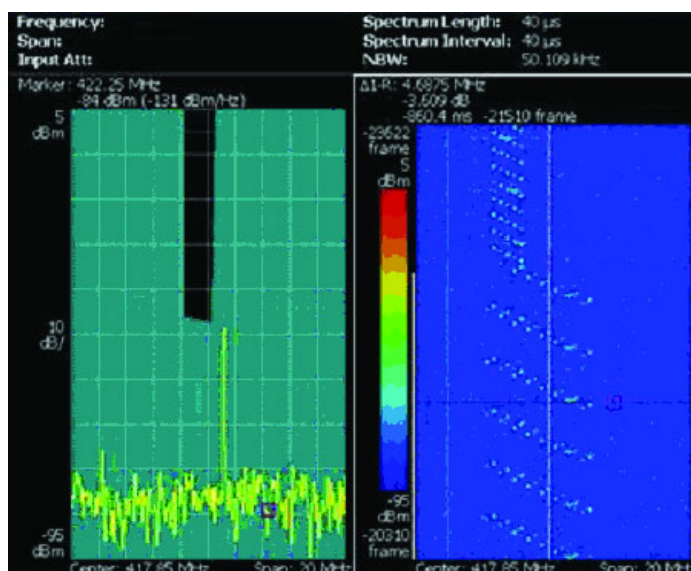 Frequency:
Span:
Input Att:
Spectrum Length: 40 µs
Spectrum Interval: 40 µs
NBW: 50.109 kHz
Marker: 422.25 MHz
-84 dBm (-131 dBm/Hz)
5
dBm
10
dB/
-95
dBm
Center: 417.85 MHz Span: 20 MHz
Δ1-R: 4.6875 MHz
-3.609 dB
-860.4 ms -21510 frame
-23622
frame
5
dBm
-95
dBm
-20310
frame
Center: 417.85 MHz Span: 20 MHz